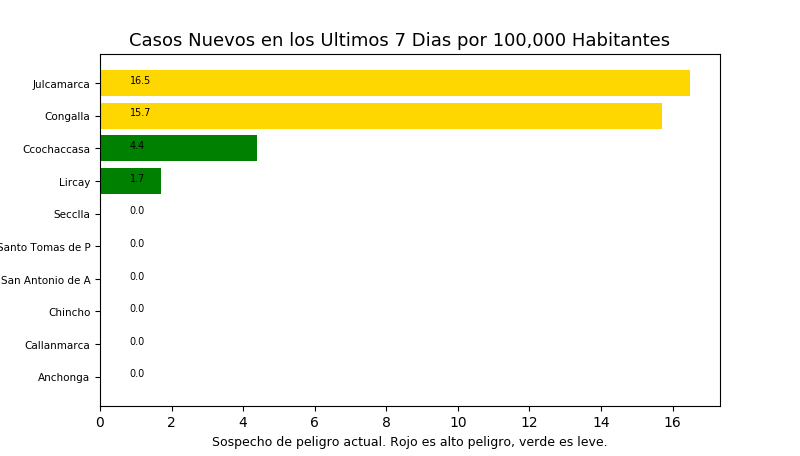 Casos Nuevos en los Ultimos 7 Dias por 100,000 Habitantes
Julcamarca 16.5
Congalla 15.7
Ccochaccasa 4.4
Lircay 1.7
Secclla 0.0
Santo Tomas de P 0.0
San Antonio de A 0.0
Chincho 0.0
Callanmarca 0.0
Anchonga 0.0
0 2 4 6 8 10 12 14 16
Sospecho de peligro actual. Rojo es alto peligro, verde es leve.